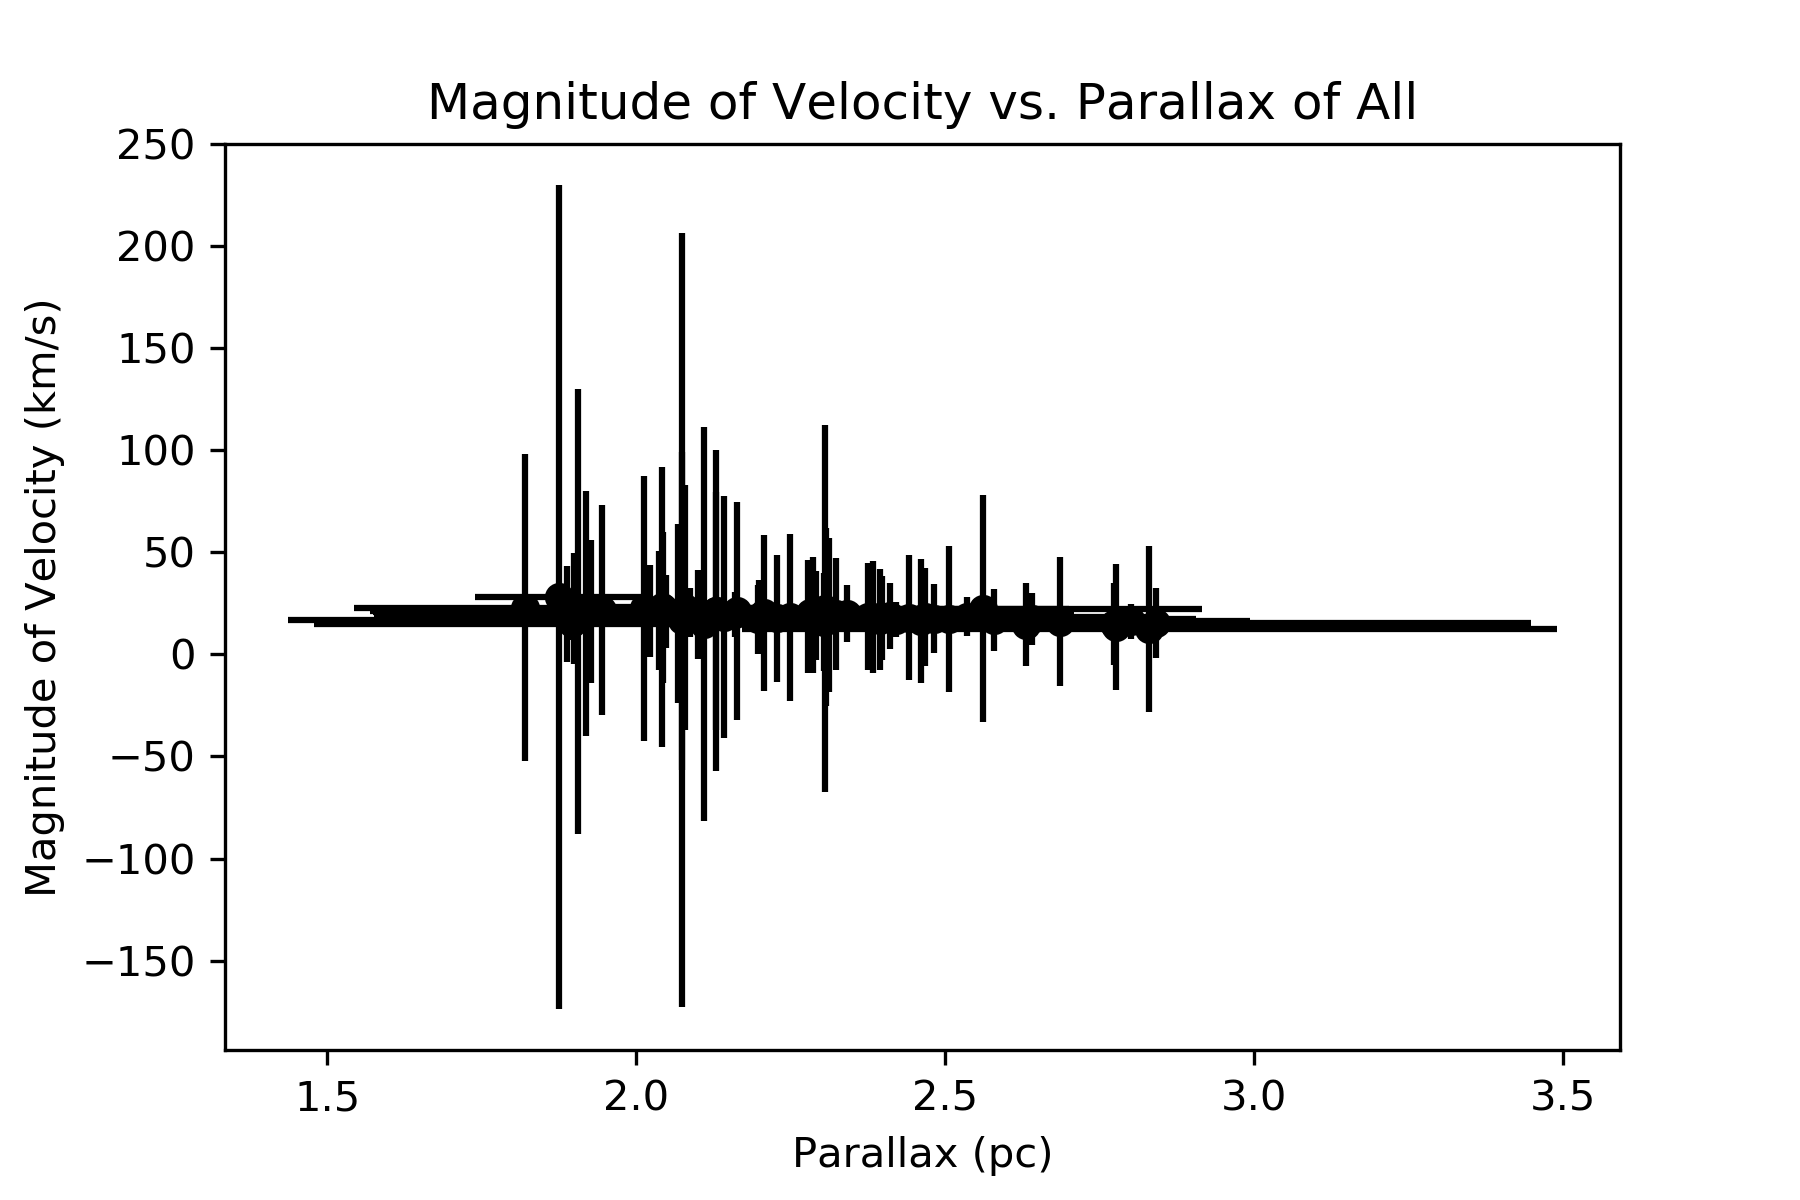 Magnitude of Velocity vs. Parallax of All
250
200
150
100
50
0
−50
−100
−150
Magnitude of Velocity (km/s)
1.5 2.0 2.5 3.0 3.5
Parallax (pc)